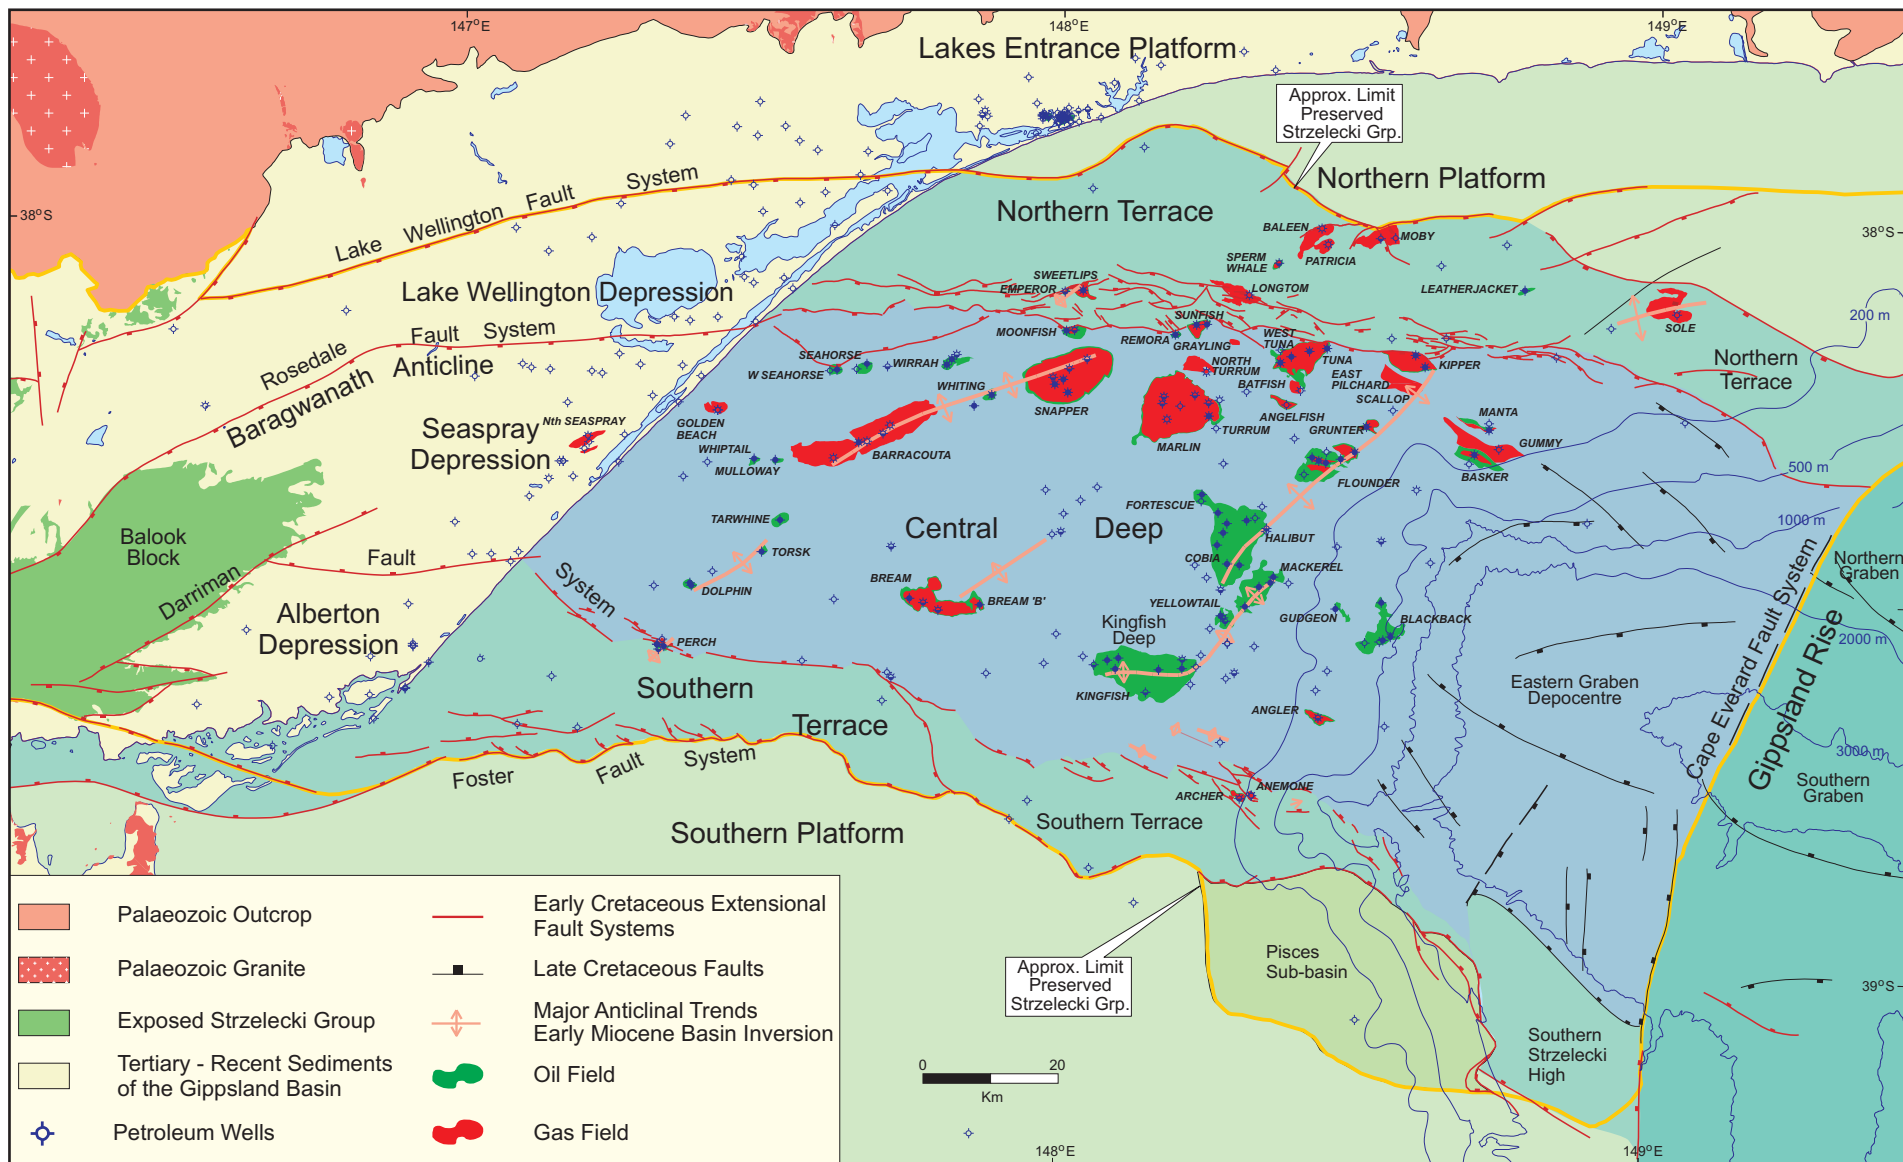 147°E
148°E
149°E
Lakes Entrance Platform
Approx. Limit
Preserved
Strzelecki Grp.
Northern Platform
38°S
38°S
Lake Wellington Fault System
Northern Terrace
BALEEN
MOBY
PATRICIA
SPERM
WHALE
SWEETLIPS
EMPEROR
LONGTOM
LEATHERJACKET
Lake Wellington Depression
200 m
SOLE
SUNFISH
MOONFISH
REMORA
GRAYLING
WEST
TUNA
TUNA
Rosedale Fault System
Baragwanath Anticline
SEAHORSE
W SEAHORSE
WIRRAH
NORTH
TURRUM
BATFISH
EAST
PILCHARD
KIPPER
SCALLOP
Northern
Terrace
WHITING
SNAPPER
MARLIN
TURRUM
ANGELFISH
GRUNTER
MANTA
GUMMY
BASKER
Seaspray
Depression
Nth SEASPRAY
GOLDEN
BEACH
WHIPTAIL
MULLOWAY
BARRACOUTA
FLOUNDER
500 m
1000 m
TARWHINE
Central Deep
FORTESCUE
HALIBUT
COBIA
MACKEREL
Balook
Block
Darriman Fault System
TORSK
DOLPHIN
BREAM
BREAM 'B'
YELLOWTAIL
GUDGEON
BLACKBACK
Northern
Graben
2000 m
Alberton
Depression
PERCH
Kingfish
Deep
KINGFISH
Eastern Graben
Depocentre
Cape Everard Fault System
Gippsland Rise
Southern
Terrace
ANGLER
3000 m
Southern
Graben
Foster Fault System
ARCHER
ANEMONE
Southern Terrace
Southern Platform
Approx. Limit
Preserved
Strzelecki Grp.
Pisces
Sub-basin
39°S
Southern
Strzelecki
High
Palaeozoic Outcrop
Palaeozoic Granite
Exposed Strzelecki Group
Tertiary - Recent Sediments
of the Gippsland Basin
Petroleum Wells
Early Cretaceous Extensional
Fault Systems
Late Cretaceous Faults
Major Anticlinal Trends
Early Miocene Basin Inversion
Oil Field
Gas Field
0 20
Km
148°E
149°E